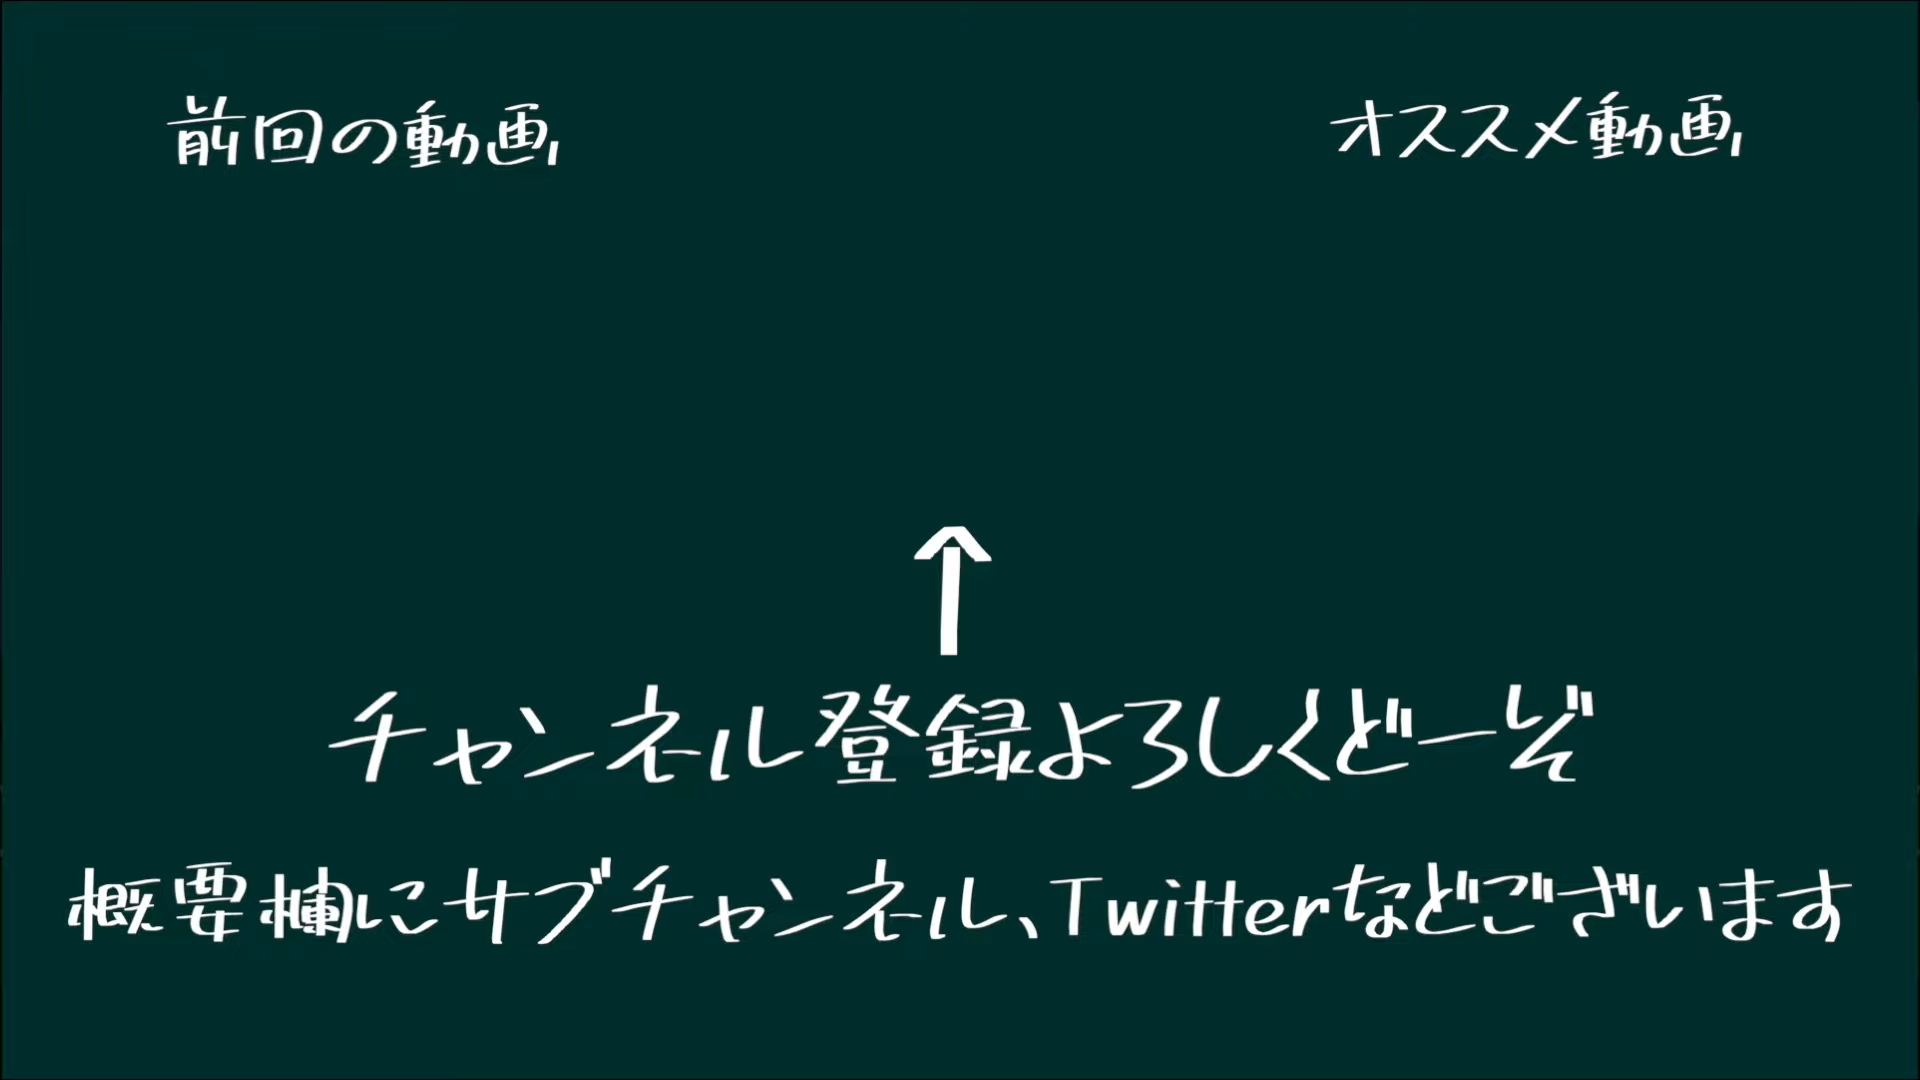 前回の動画
オススメ動画
↑
チャンネル登録よろしくどーぞ
概要欄にサブチャンネル、Twitterなどございます